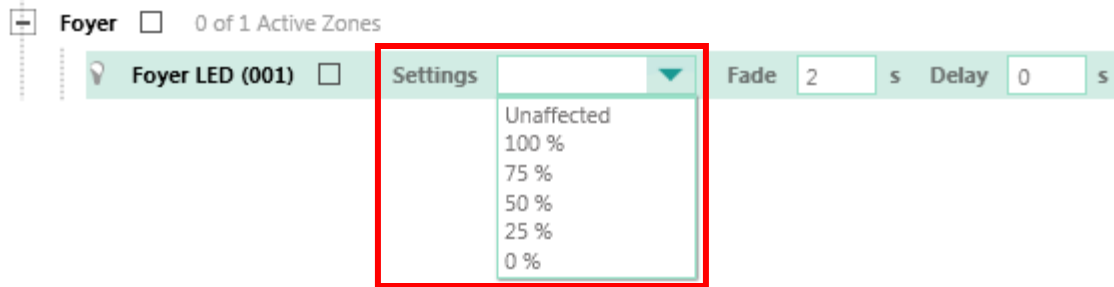 Foyer 0 of 1 Active Zones
Foyer LED (001) Settings Fade 2 s Delay 0 s
Unaffected
100 %
75 %
50 %
25 %
0 %